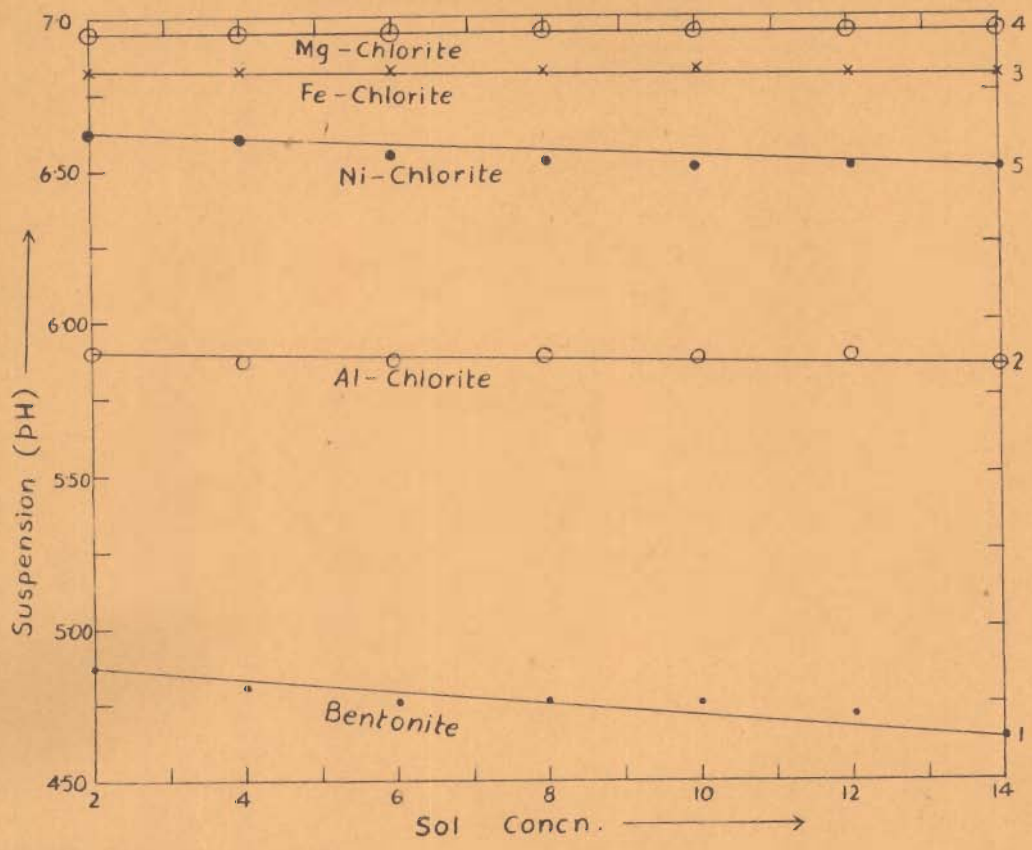 7·0
4
Mg-Chlorite
3
Fe-Chlorite
6·50
5
Ni-Chlorite
6·00
2
Al-Chlorite
Suspension (pH)
5·50
5·00
Bentonite
1
4·50
2 4 6 8 10 12 14
Sol Concn.